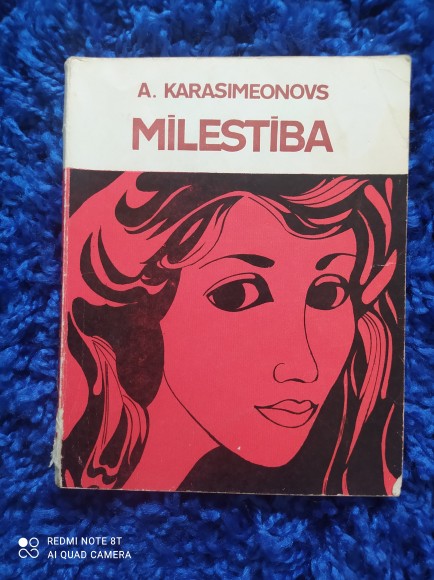 A. KARASIMEONOVS
MĪLESTĪBA
REDMI NOTE 8T
AI QUAD CAMERA